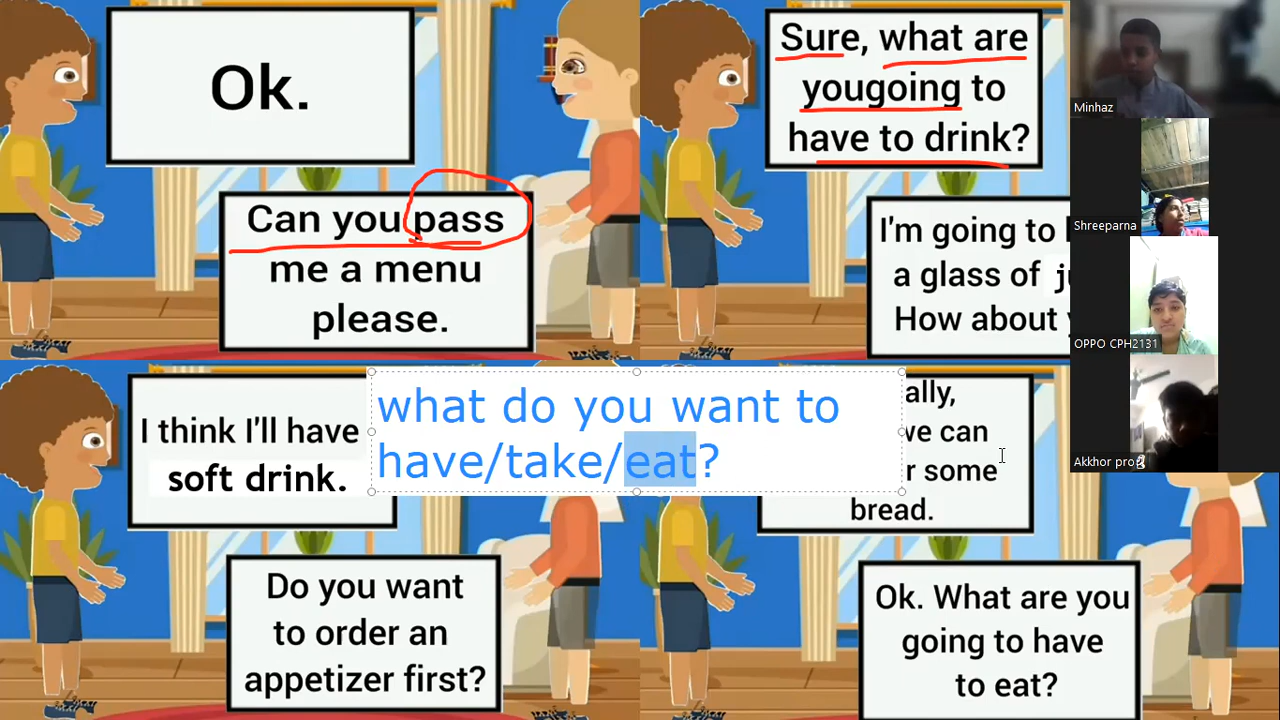 Ok.
Can you pass
me a menu
please.
Sure, what are
yougoing to
have to drink?
I'm going to
a glass of
How about
I think I'll have
soft drink.
what do you want to
have/take/eat?
Do you want
to order an
appetizer first?
ally,
we can
some
bread.
Ok. What are you
going to have
to eat?
Minhaz
Shreeparna
OPPO CPH2131
Akkhor